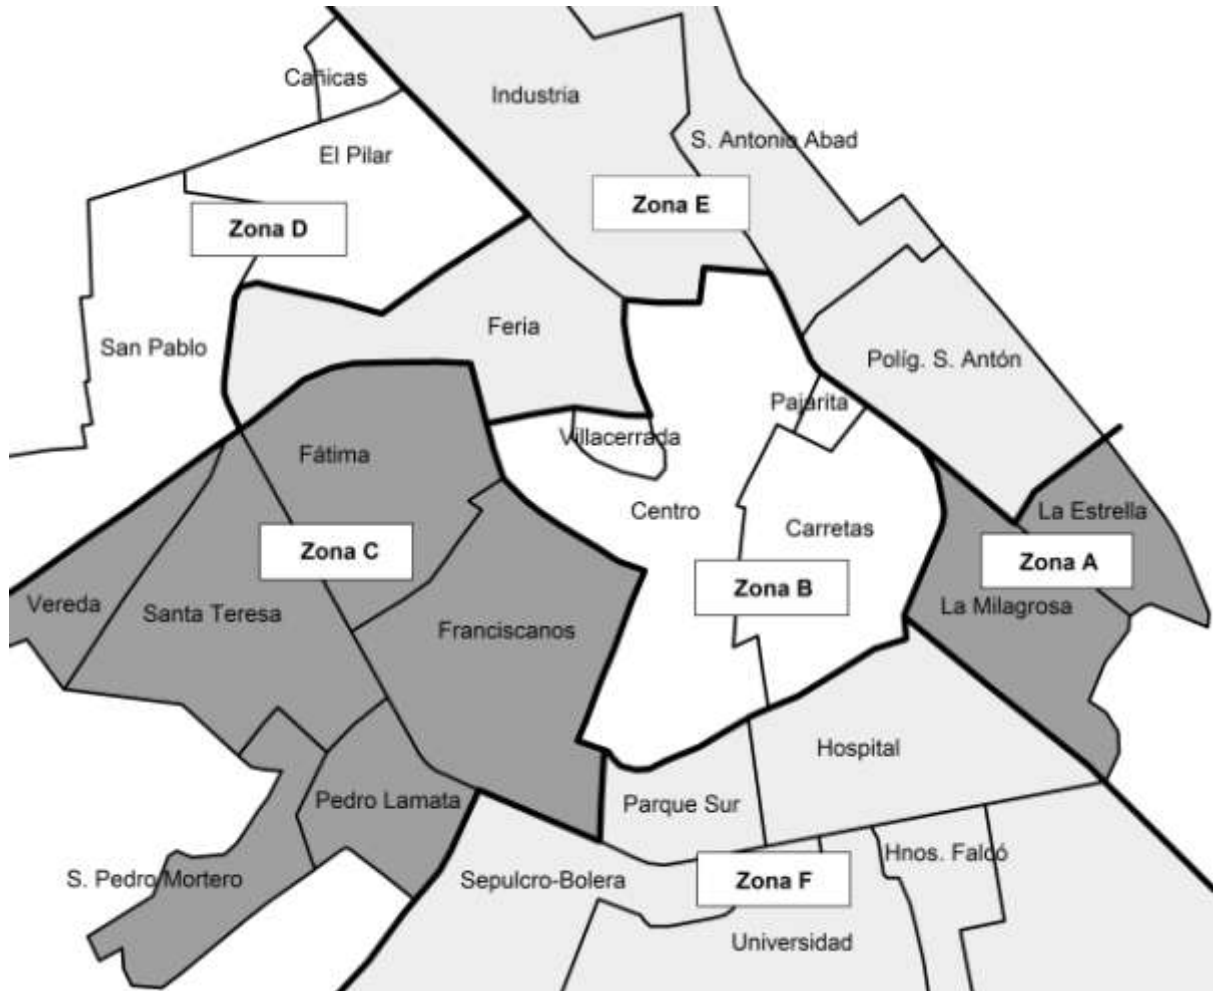 Cañicas
Industria
S. Antonio Abad
El Pilar
Zona E
Zona D
Feria
San Pablo
Políg. S. Antón
Pajarita
Villacerrada
Fátima
Centro
La Estrella
Carretas
Zona C
Zona A
Zona B
Vereda
Santa Teresa
La Milagrosa
Franciscanos
Hospital
Pedro Lamata
Parque Sur
Hnos. Falcó
S. Pedro Mortero
Sepulcro-Bolera
Zona F
Universidad